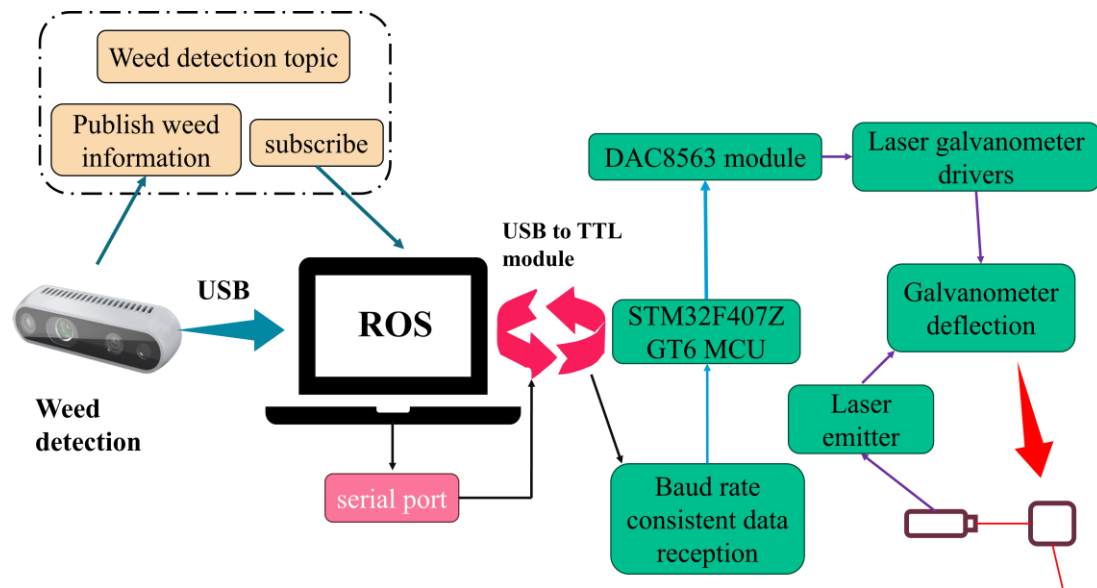 Weed detection topic
Publish weed
information
subscribe
USB
Weed
detection
ROS
serial port
USB to TTL
module
DAC8563 module
STM32F407Z
GT6 MCU
Baud rate
consistent data
reception
Laser galvanometer
drivers
Galvanometer
deflection
Laser
emitter